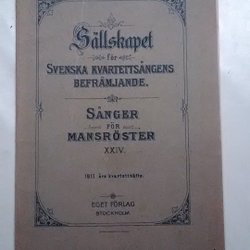 Sällskapet
för
SVENSKA KVARTETTSÅNGENS
BEFRÄMJANDE.
SÅNGER
FÖR
MANSRÖSTER
XXIV.
1911 års kvartetthäfte.
EGET FÖRLAG
STOCKHOLM